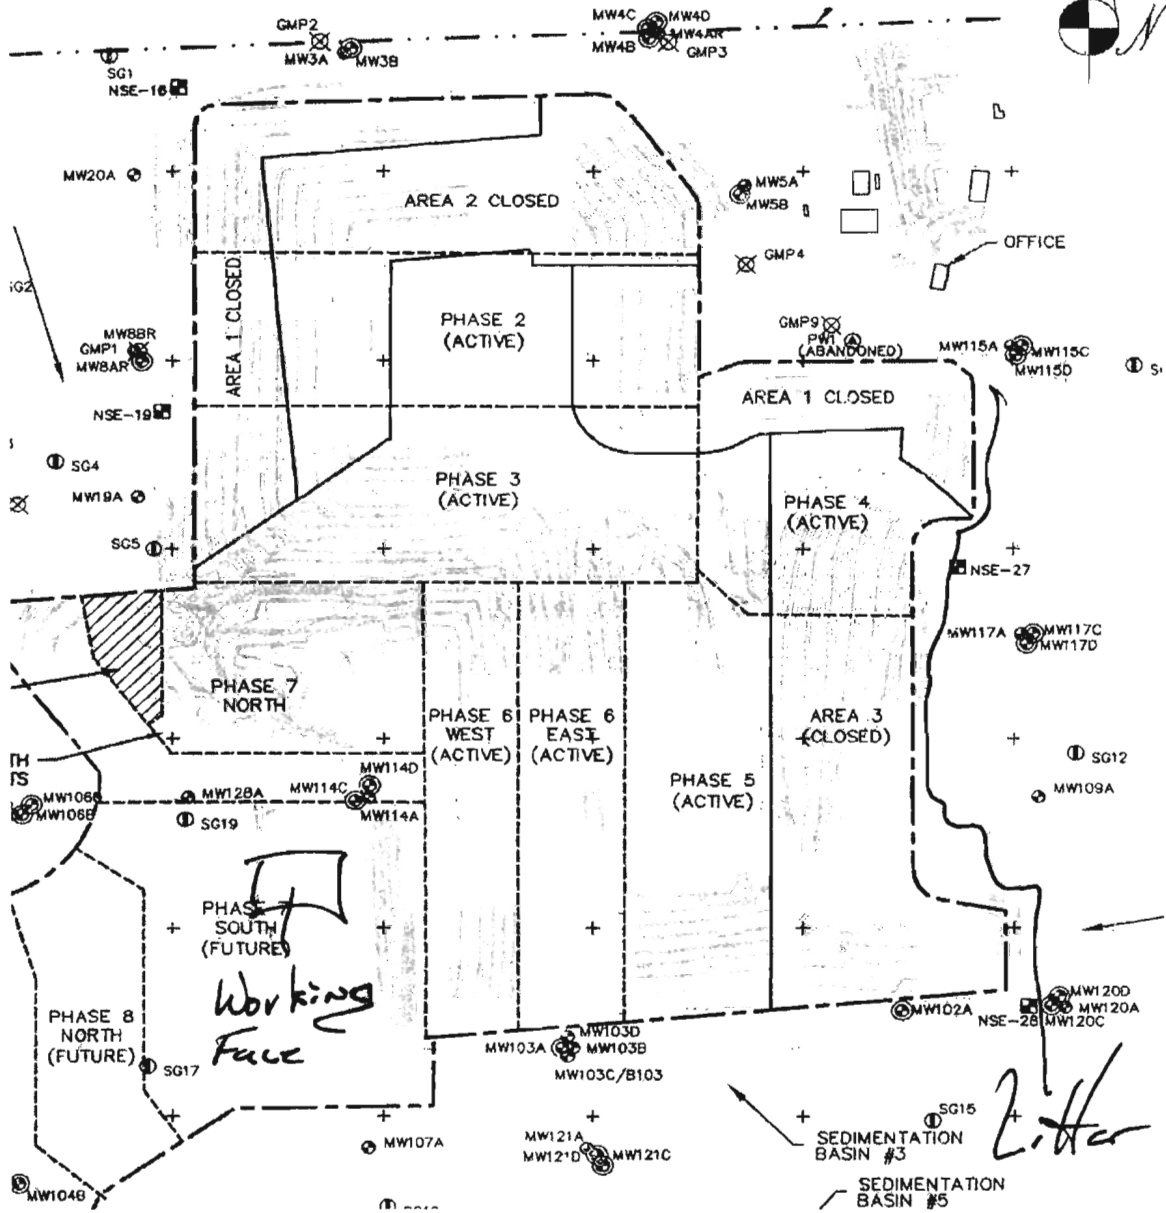 MW4C
MW4D
GMP2
MW4AR
MW4B
GMP3
MW3A
MW3B
N
SG1
NSE-16
MW20A
MW5A
MW5B
AREA 2 CLOSED
OFFICE
GMP4
AREA 1 CLOSED
PHASE 2
(ACTIVE)
GMP9
PW1
(ABANDONED)
MW8BR
GMP1
MW8AR
MW115A
MW115C
MW115D
AREA 1 CLOSED
NSE-19
SG4
MW19A
PHASE 3
(ACTIVE)
PHASE 4
(ACTIVE)
SG5
NSE-27
MW117A
MW117C
MW117D
PHASE 7
NORTH
PHASE 6
WEST
(ACTIVE)
PHASE 6
EAST
(ACTIVE)
AREA 3
(CLOSED)
SG12
PHASE 5
(ACTIVE)
TH
TS
MW114D
MW106
MW106B
MW128A
MW114C
MW114A
MW109A
SG19
PHASE 7
SOUTH
(FUTURE)
Working
Face
PHASE 8
NORTH
(FUTURE)
SG17
MW102A
NSE-28
MW120D
MW120A
MW120C
MW103D
MW103A
MW103B
MW103C/B103
Litter
SG15
MW107A
MW121A
MW121D
MW121C
SEDIMENTATION
BASIN #3
SEDIMENTATION
BASIN #5
MW104B